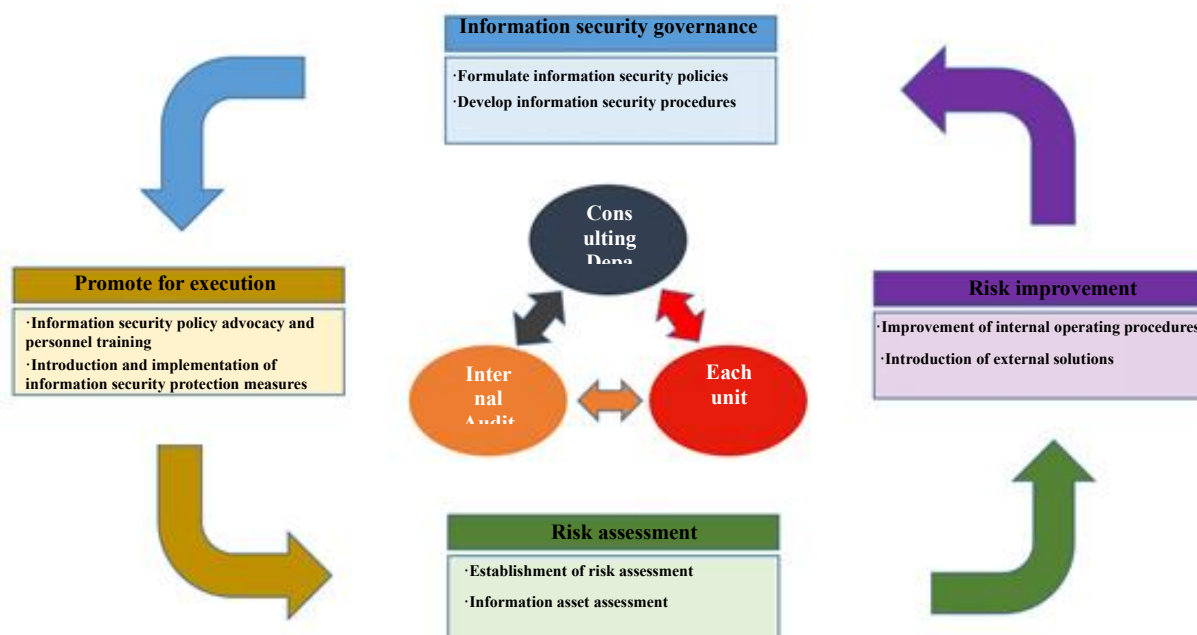 Information security governance
·Formulate information security policies
·Develop information security procedures
Cons
ulting
Depa
Promote for execution
·Information security policy advocacy and
personnel training
·Introduction and implementation of
information security protection measures
Risk improvement
·Improvement of internal operating procedures
·Introduction of external solutions
Inter
nal
Audit
Each
unit
Risk assessment
·Establishment of risk assessment
·Information asset assessment